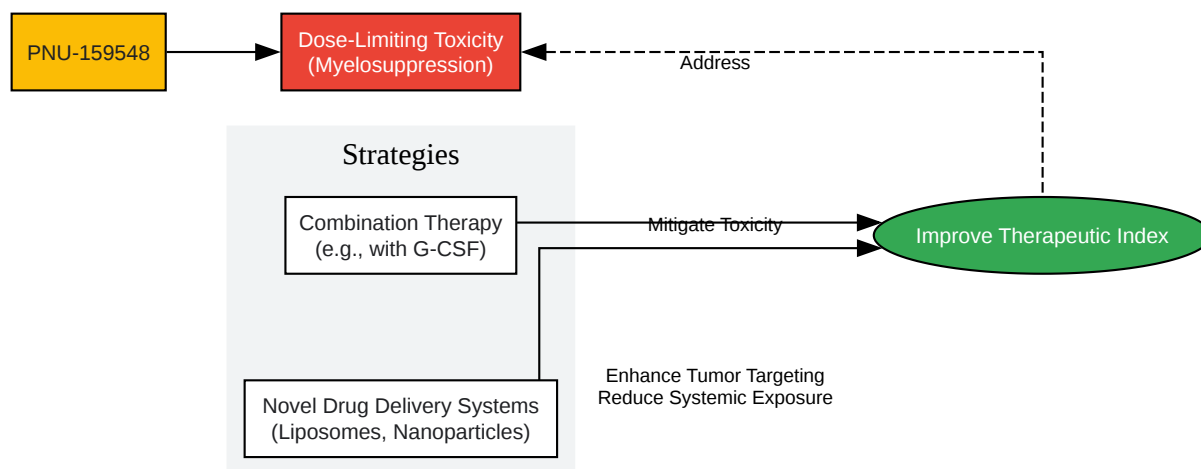 PNU-159548
Dose-Limiting Toxicity
(Myelosuppression)
Address
Strategies
Combination Therapy
(e.g., with G-CSF)
Mitigate Toxicity
Improve Therapeutic Index
Enhance Tumor Targeting
Reduce Systemic Exposure
Novel Drug Delivery Systems
(Liposomes, Nanoparticles)